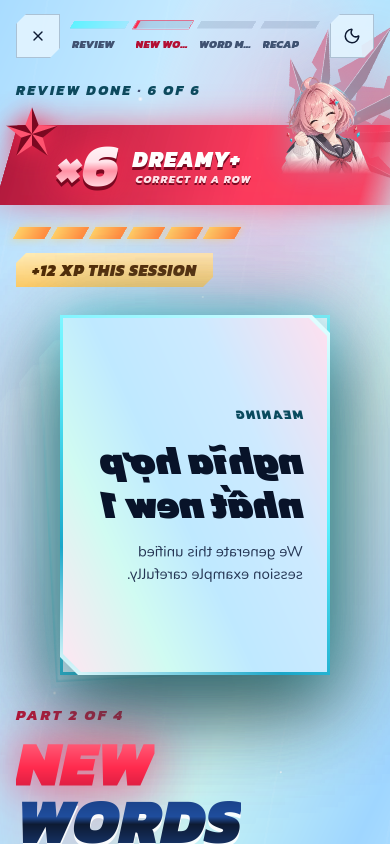 REVIEW
NEW WO...
WORD M...
RECAP
REVIEW DONE · 6 OF 6
×6
DREAMY+
CORRECT IN A ROW
+12 XP THIS SESSION
MEANING
nghĩa hợp
nhất new 1
We generate this unified
session example carefully.
PART 2 OF 4
NEW
WORDS